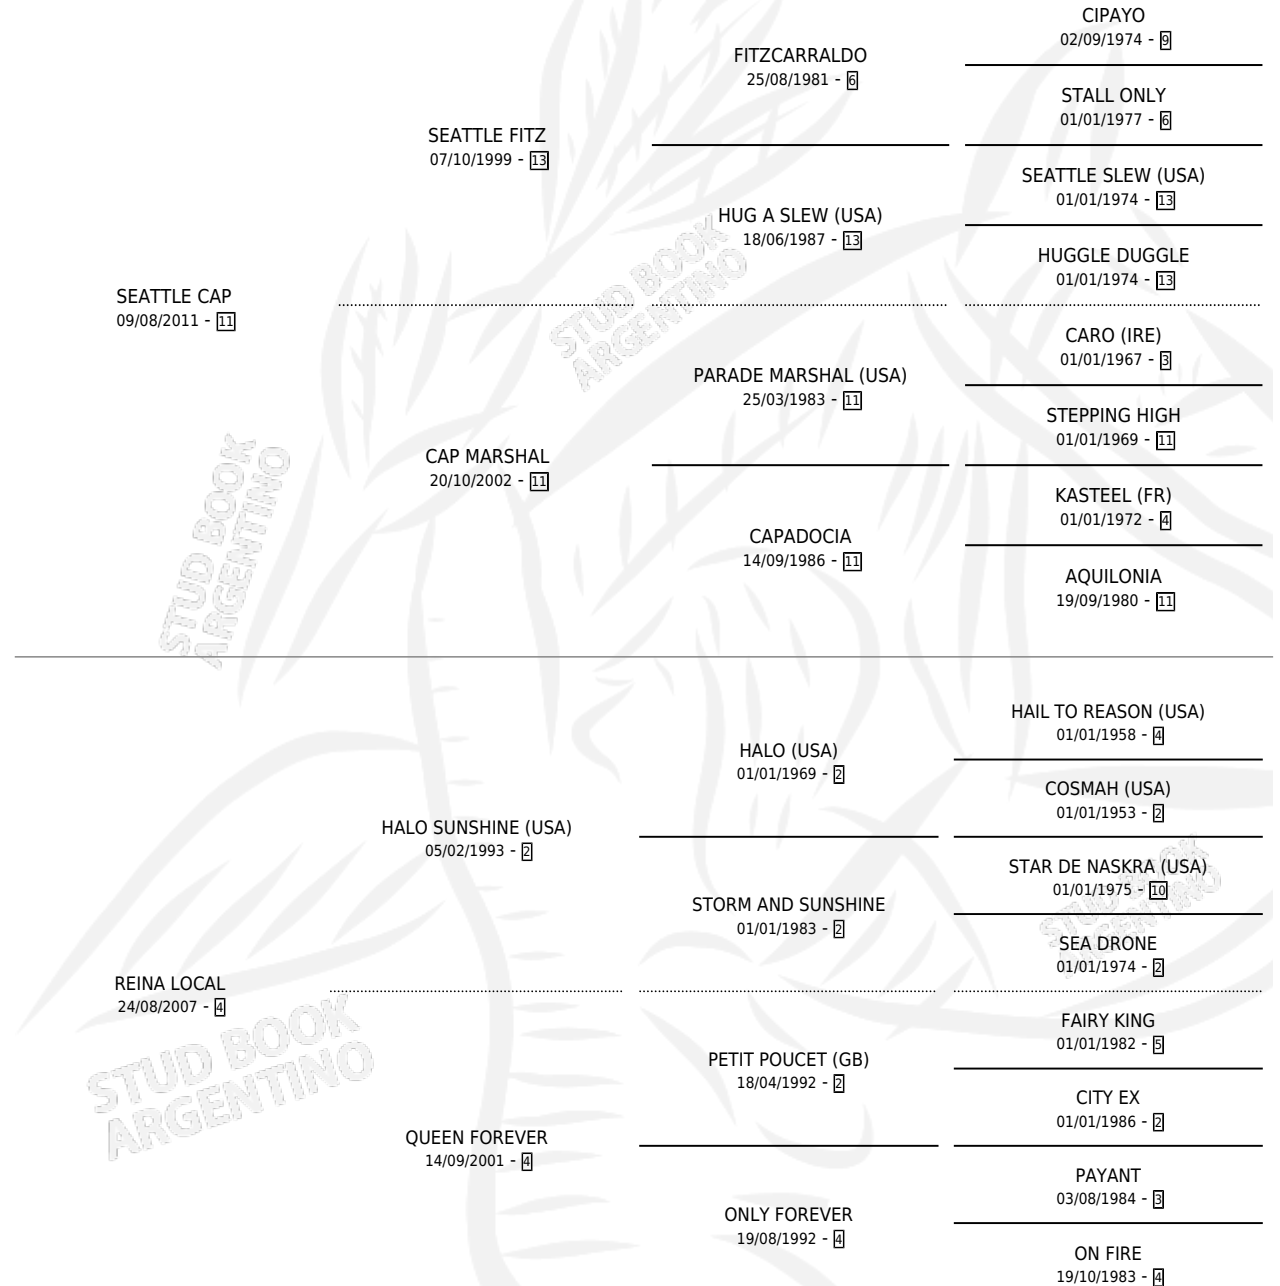 CIPAYO
02/09/1974 - 9
FITZCARRALDO
25/08/1981 - 6
STALL ONLY
01/01/1977 - 6
SEATTLE FITZ
07/10/1999 - 13
SEATTLE SLEW (USA)
01/01/1974 - 13
HUG A SLEW (USA)
18/06/1987 - 13
HUGGLE DUGGLE
01/01/1974 - 13
SEATTLE CAP
09/08/2011 - 11
STUD BOOK
ARGENTINO
CARO (IRE)
01/01/1967 - 3
PARADE MARSHAL (USA)
25/03/1983 - 11
STEPPING HIGH
01/01/1969 - 11
CAP MARSHAL
20/10/2002 - 11
KASTEEL (FR)
01/01/1972 - 4
CAPADOCIA
14/09/1986 - 11
AQUILONIA
19/09/1980 - 11
STUD BOOK
ARGENTINO
HAIL TO REASON (USA)
01/01/1958 - 4
HALO (USA)
01/01/1969 - 2
COSMAH (USA)
01/01/1953 - 2
HALO SUNSHINE (USA)
05/02/1993 - 2
STAR DE NASKRA (USA)
01/01/1975 - 10
STORM AND SUNSHINE
01/01/1983 - 2
STUD BOOK
ARGENTINO
SEA DRONE
01/01/1974 - 2
REINA LOCAL
24/08/2007 - 4
FAIRY KING
01/01/1982 - 5
PETIT POUCET (GB)
18/04/1992 - 2
CITY EX
01/01/1986 - 2
STUD BOOK
ARGENTINO
QUEEN FOREVER
14/09/2001 - 4
PAYANT
03/08/1984 - 3
ONLY FOREVER
19/08/1992 - 4
ON FIRE
19/10/1983 - 4